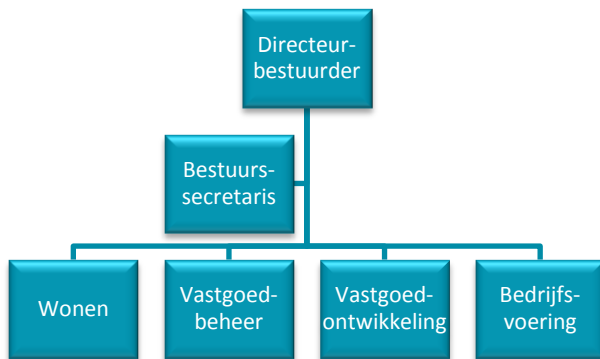 Directeur-
bestuurder
Bestuurs-
secretaris
Wonen
Vastgoed-
beheer
Vastgoed-
ontwikkeling
Bedrijfs-
voering